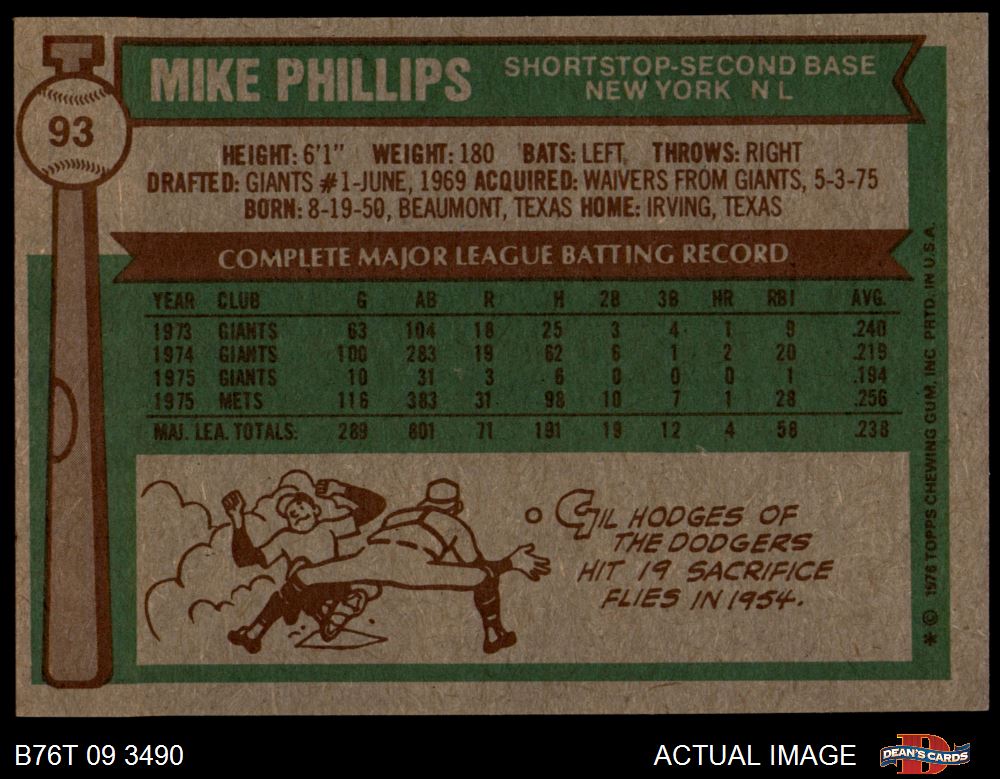 MIKE PHILLIPS
SHORTSTOP-SECOND BASE
NEW YORK N L
93
HEIGHT: 6'1" WEIGHT: 180 BATS: LEFT, THROWS: RIGHT
DRAFTED: GIANTS #1-JUNE, 1969 ACQUIRED: WAIVERS FROM GIANTS, 5-3-75
BORN: 8-19-50, BEAUMONT, TEXAS HOME: IRVING, TEXAS
COMPLETE MAJOR LEAGUE BATTING RECORD
YEAR CLUB G AB R H 2B 3B HR RBI AVG.
1973 GIANTS 63 104 18 25 3 4 1 9 .240
1974 GIANTS 100 283 19 62 6 1 2 20 .219
1975 GIANTS 10 31 3 6 0 0 0 1 .194
1975 METS 116 383 31 98 10 7 1 28 .256
MAJ. LEA. TOTALS: 289 801 71 191 19 12 4 58 .238
GIL HODGES OF
THE DODGERS
HIT 19 SACRIFICE
FLIES IN 1954.
* © 1976 TOPPS CHEWING GUM, INC. PRTD. IN U.S.A.
B76T 09 3490
ACTUAL IMAGE
D
DEAN'S CARDS